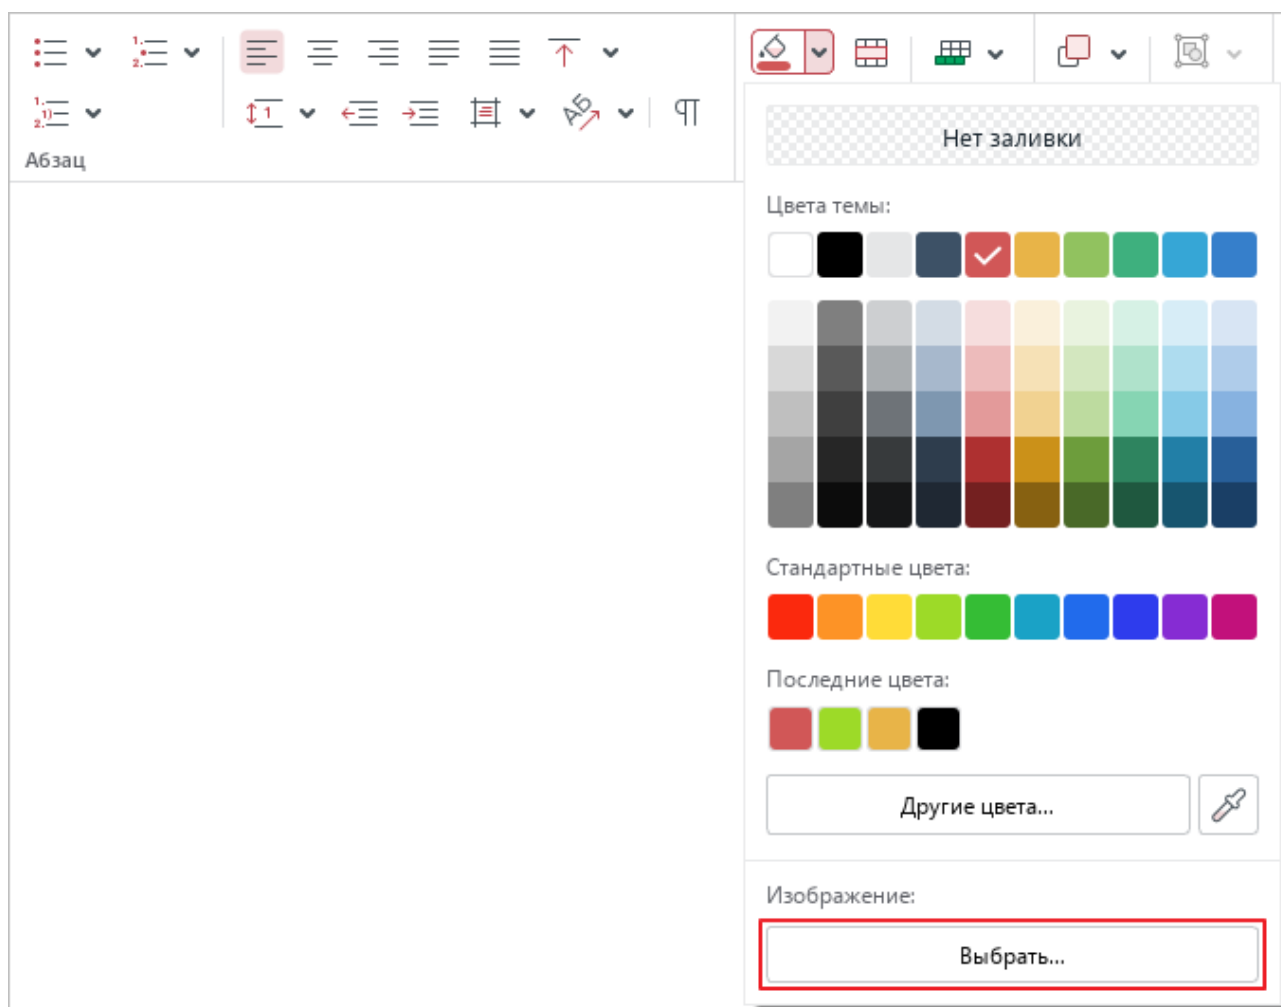 Абзац
Нет заливки
Цвета темы:
Стандартные цвета:
Последние цвета:
Другие цвета...
Изображение:
Выбрать...